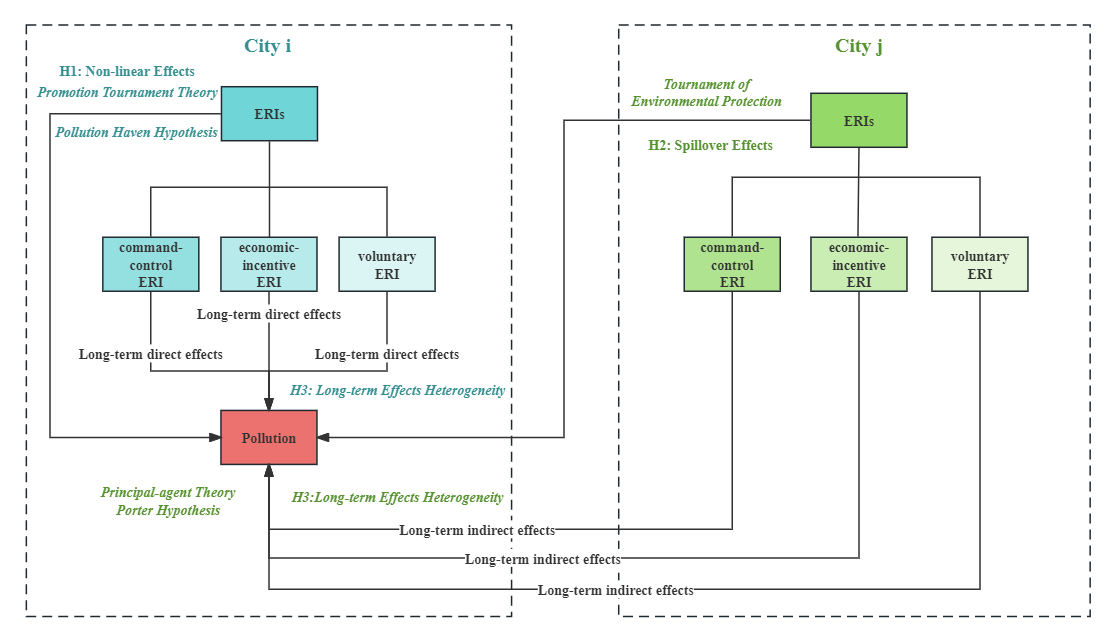 City i
City j
H1: Non-linear Effects
Promotion Tournament Theory
Pollution Haven Hypothesis
ERIs
Tournament of
Environmental Protection
H2: Spillover Effects
ERIs
command-
control
ERI
economic-
incentive
ERI
voluntary
ERI
command-
control
ERI
economic-
incentive
ERI
voluntary
ERI
Long-term direct effects
Long-term direct effects
Long-term direct effects
H3: Long-term Effects Heterogeneity
Pollution
Principal-agent Theory
Porter Hypothesis
H3:Long-term Effects Heterogeneity
Long-term indirect effects
Long-term indirect effects
Long-term indirect effects